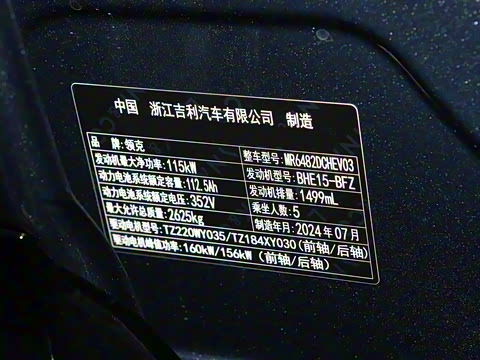 中国 浙江吉利汽车有限公司 制造
品牌:领克 整车型号:MR6482DCHEV03
发动机最大净功率:115kW 发动机型号:BHE15-BFZ
动力电池系统额定容量:112.5Ah 发动机排量:1499mL
动力电池系统额定电压:352V 乘坐人数:5
最大允许总质量:2625kg 制造年月:2024年07月
驱动电机型号:TZ220WY035/TZ184XY030(前轴/后轴)
驱动电机峰值功率:160kW/156kW(前轴/后轴)